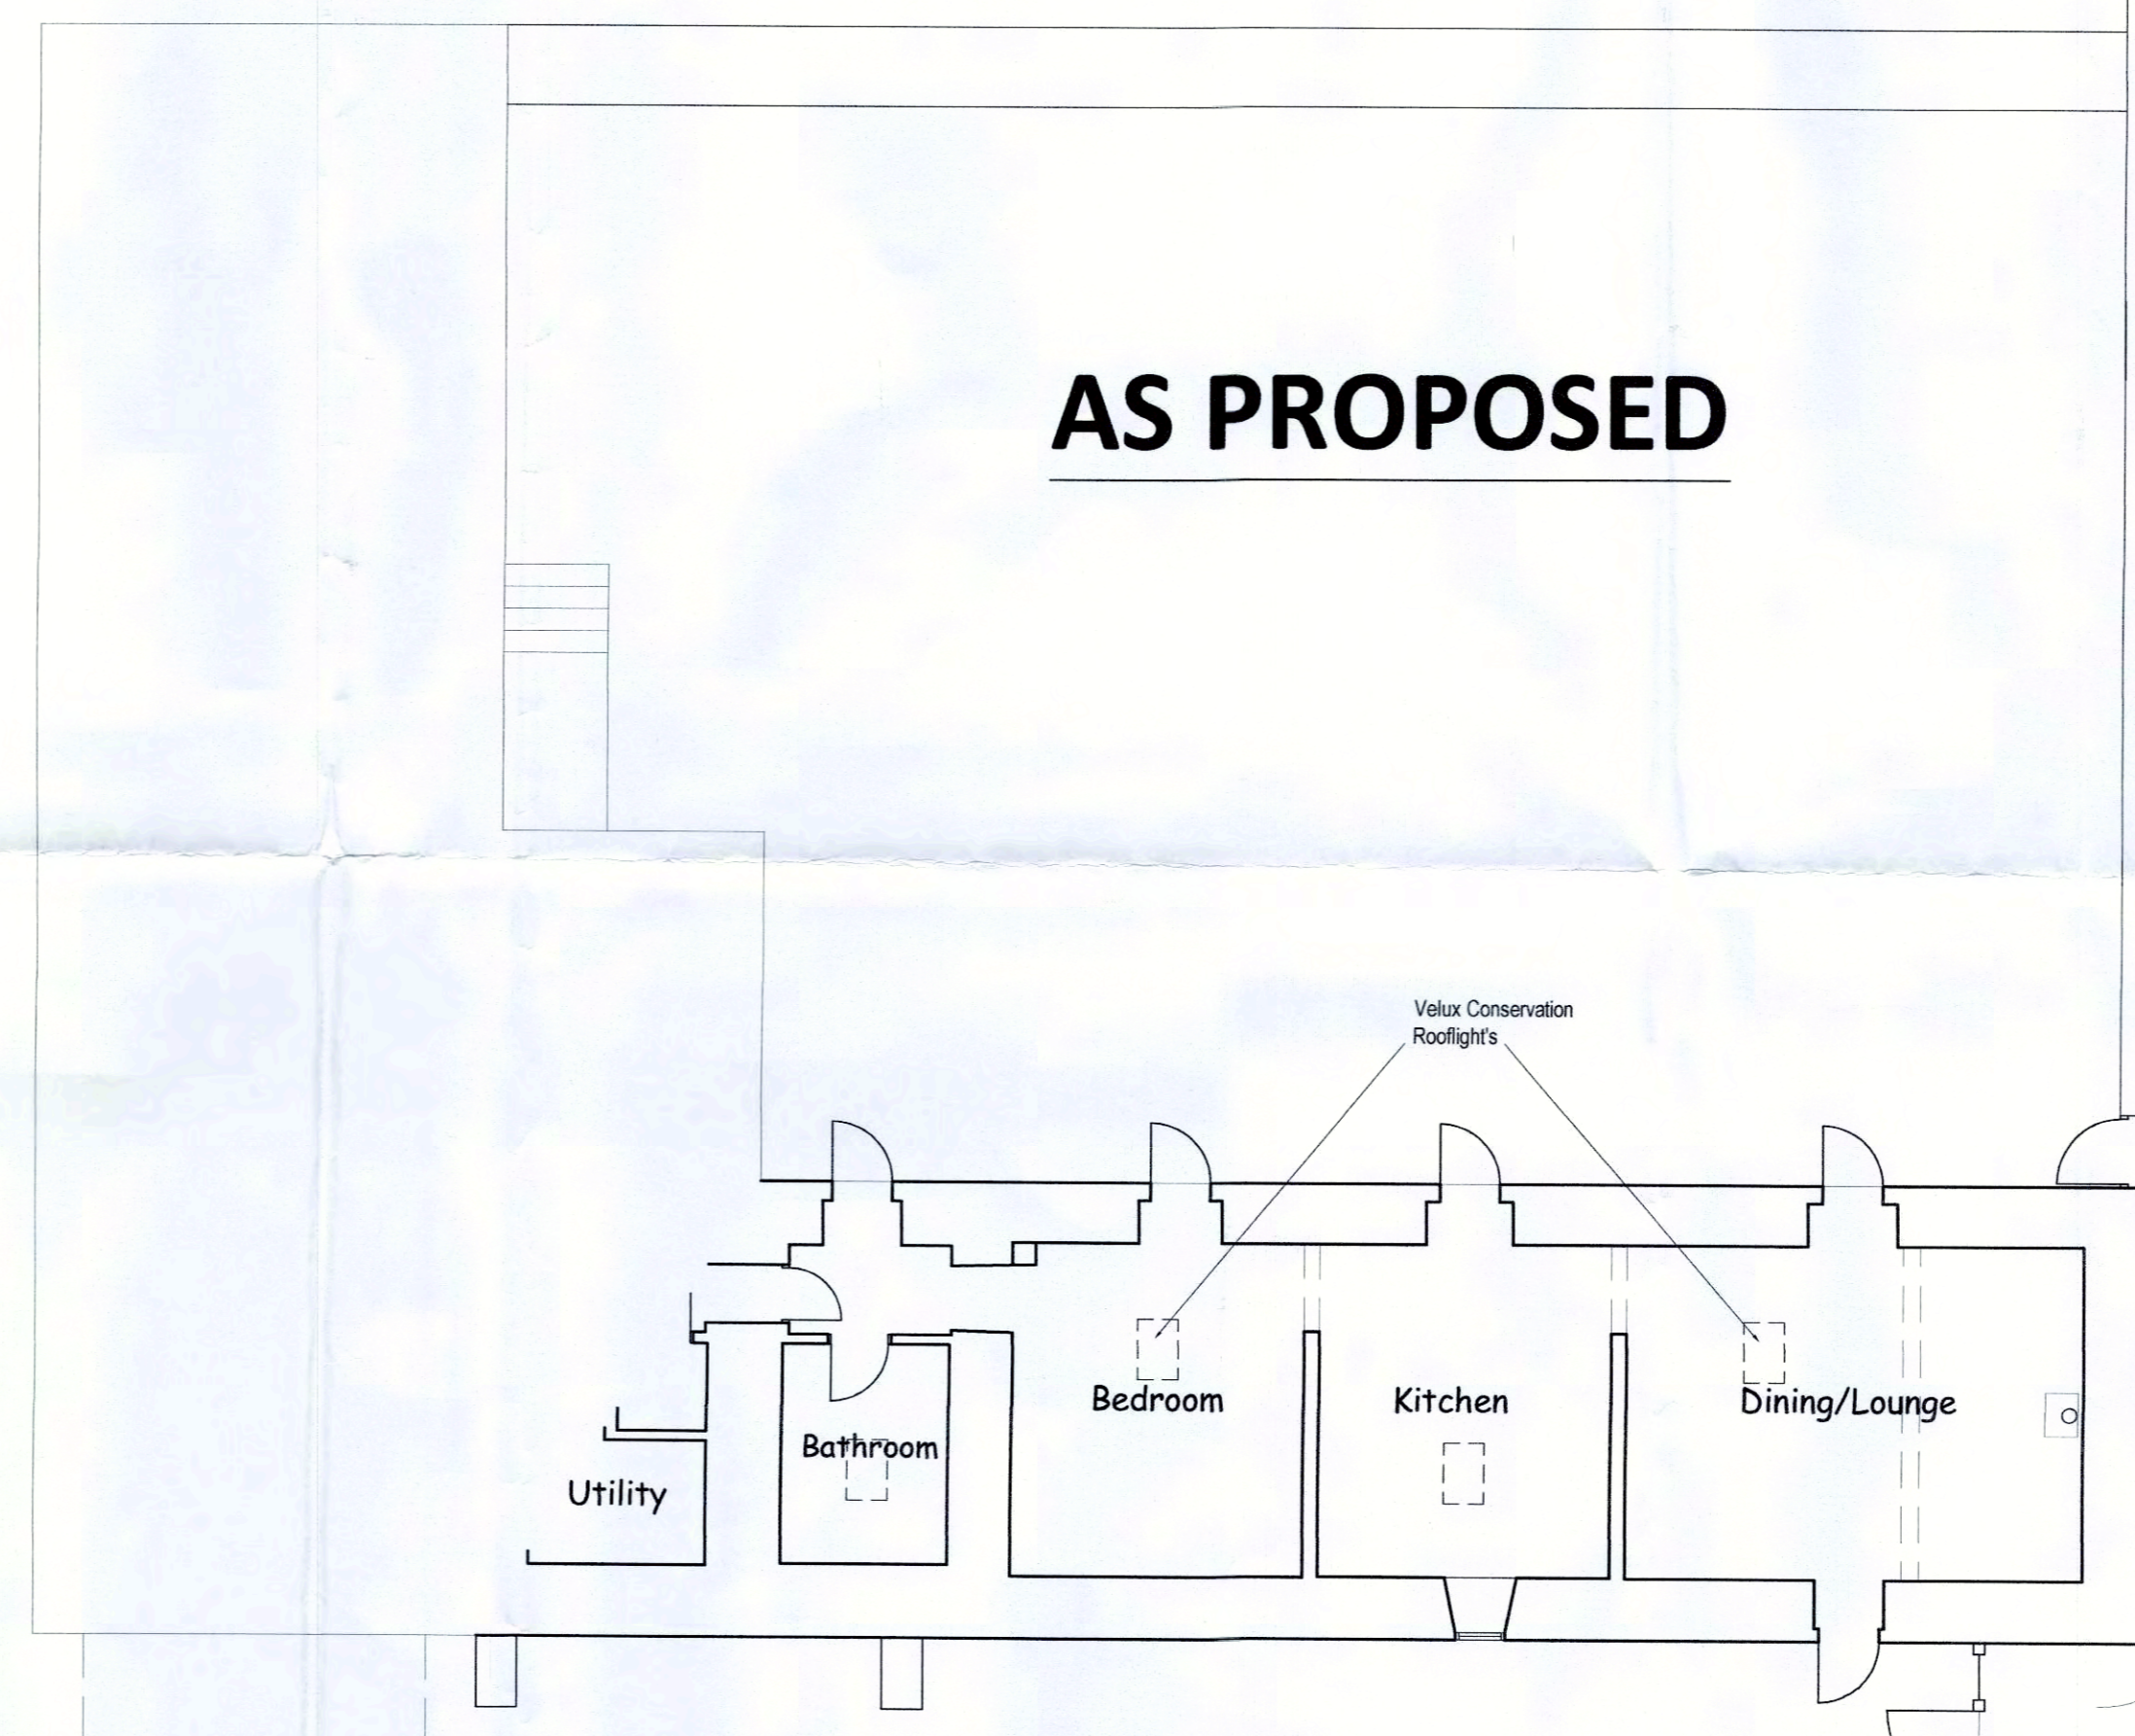 AS PROPOSED
Velux Conservation
Rooflight's
Bedroom
Kitchen
Dining/Lounge
Bathroom
Utility